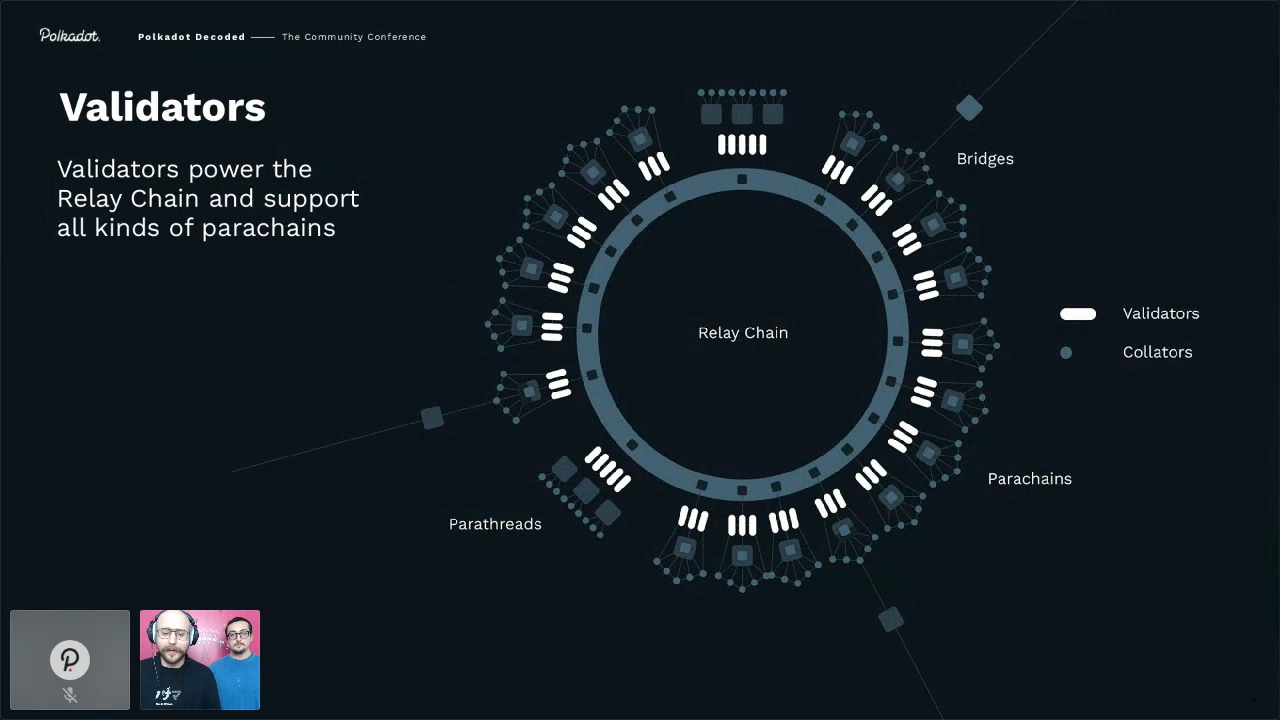 Polkadot.
Polkadot Decoded
The Community Conference
Validators
Validators power the
Relay Chain and support
all kinds of parachains
Bridges
Relay Chain
Validators
Collators
Parachains
Parathreads
P